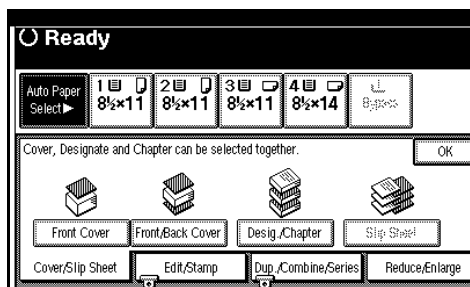 Ready
Auto Paper Select▶
1 8½×11
2 8½×11
3 8½×11
4 8½×14
Bypass
Cover, Designate and Chapter can be selected together.
OK
Front Cover
Front/Back Cover
Desig./Chapter
Slip Sheet
Cover/Slip Sheet
Edit/Stamp
Dup./Combine/Series
Reduce/Enlarge